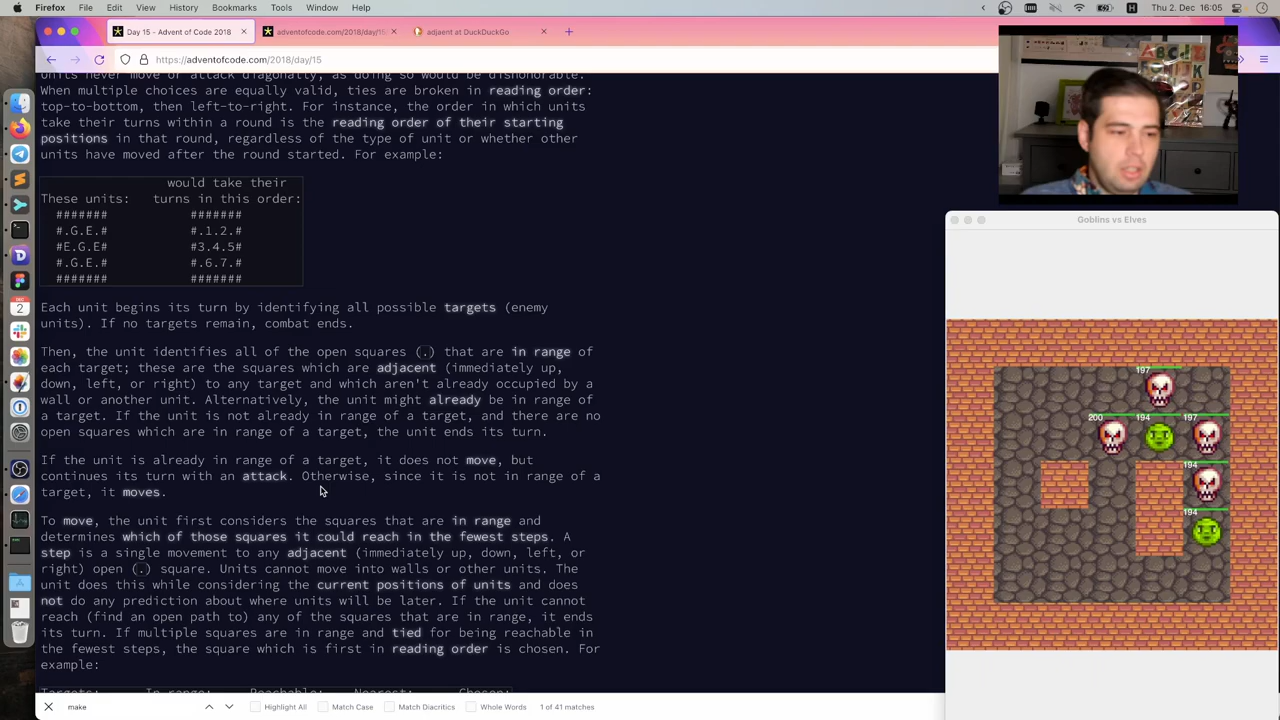 Firefox File Edit View History Bookmarks Tools Window Help
Thu 2. Dec 16:05
Day 15 - Advent of Code 2018
adventofcode.com/2018/day/15
adjaent at DuckDuckGo
https://adventofcode.com/2018/day/15
units never move or attack diagonally, as doing so would be dishonorable.
When multiple choices are equally valid, ties are broken in reading order:
top-to-bottom, then left-to-right. For instance, the order in which units
take their turns within a round is the reading order of their starting
positions in that round, regardless of the type of unit or whether other
units have moved after the round started. For example:
would take their
These units: turns in this order:
####### #######
#.G.E.# #.1.2.#
#E.G.E# #3.4.5#
#.G.E.# #.6.7.#
####### #######
Each unit begins its turn by identifying all possible targets (enemy
units). If no targets remain, combat ends.
Then, the unit identifies all of the open squares (.) that are in range of
each target; these are the squares which are adjacent (immediately up,
down, left, or right) to any target and which aren't already occupied by a
wall or another unit. Alternatively, the unit might already be in range of
a target. If the unit is not already in range of a target, and there are no
open squares which are in range of a target, the unit ends its turn.
If the unit is already in range of a target, it does not move, but
continues its turn with an attack. Otherwise, since it is not in range of a
target, it moves.
To move, the unit first considers the squares that are in range and
determines which of those squares it could reach in the fewest steps. A
step is a single movement to any adjacent (immediately up, down, left, or
right) open (.) square. Units cannot move into walls or other units. The
unit does this while considering the current positions of units and does
not do any prediction about where units will be later. If the unit cannot
reach (find an open path to) any of the squares that are in range, it ends
its turn. If multiple squares are in range and tied for being reachable in
the fewest steps, the square which is first in reading order is chosen. For
example:
Targets: In range: Reachable: Nearest: Chosen:
make
Highlight All Match Case Match Diacritics Whole Words 1 of 41 matches
Goblins vs Elves
197
200 194 197
194
194